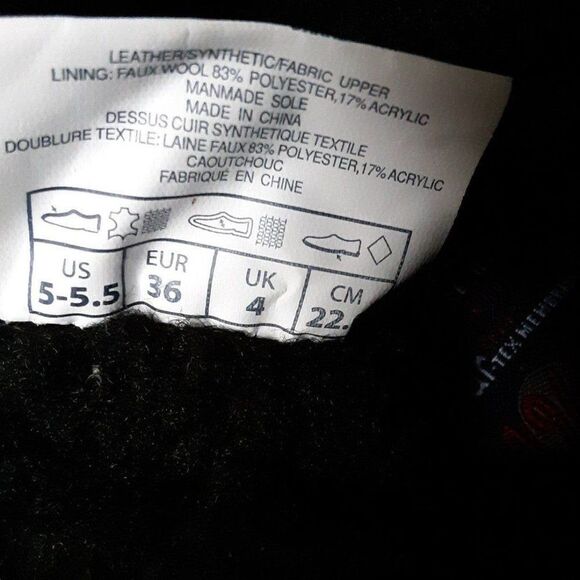 LEATHER/SYNTHETIC/FABRIC UPPER
LINING: FAUX WOOL 83% POLYESTER,17% ACRYLIC
MANMADE SOLE
MADE IN CHINA
DESSUS CUIR SYNTHETIQUE TEXTILE
DOUBLURE TEXTILE: LAINE FAUX 83% POLYESTER,17% ACRYLIC
CAOUTCHOUC
FABRIQUÉ EN CHINE
US EUR UK CM
5-5.5 36 4 22.